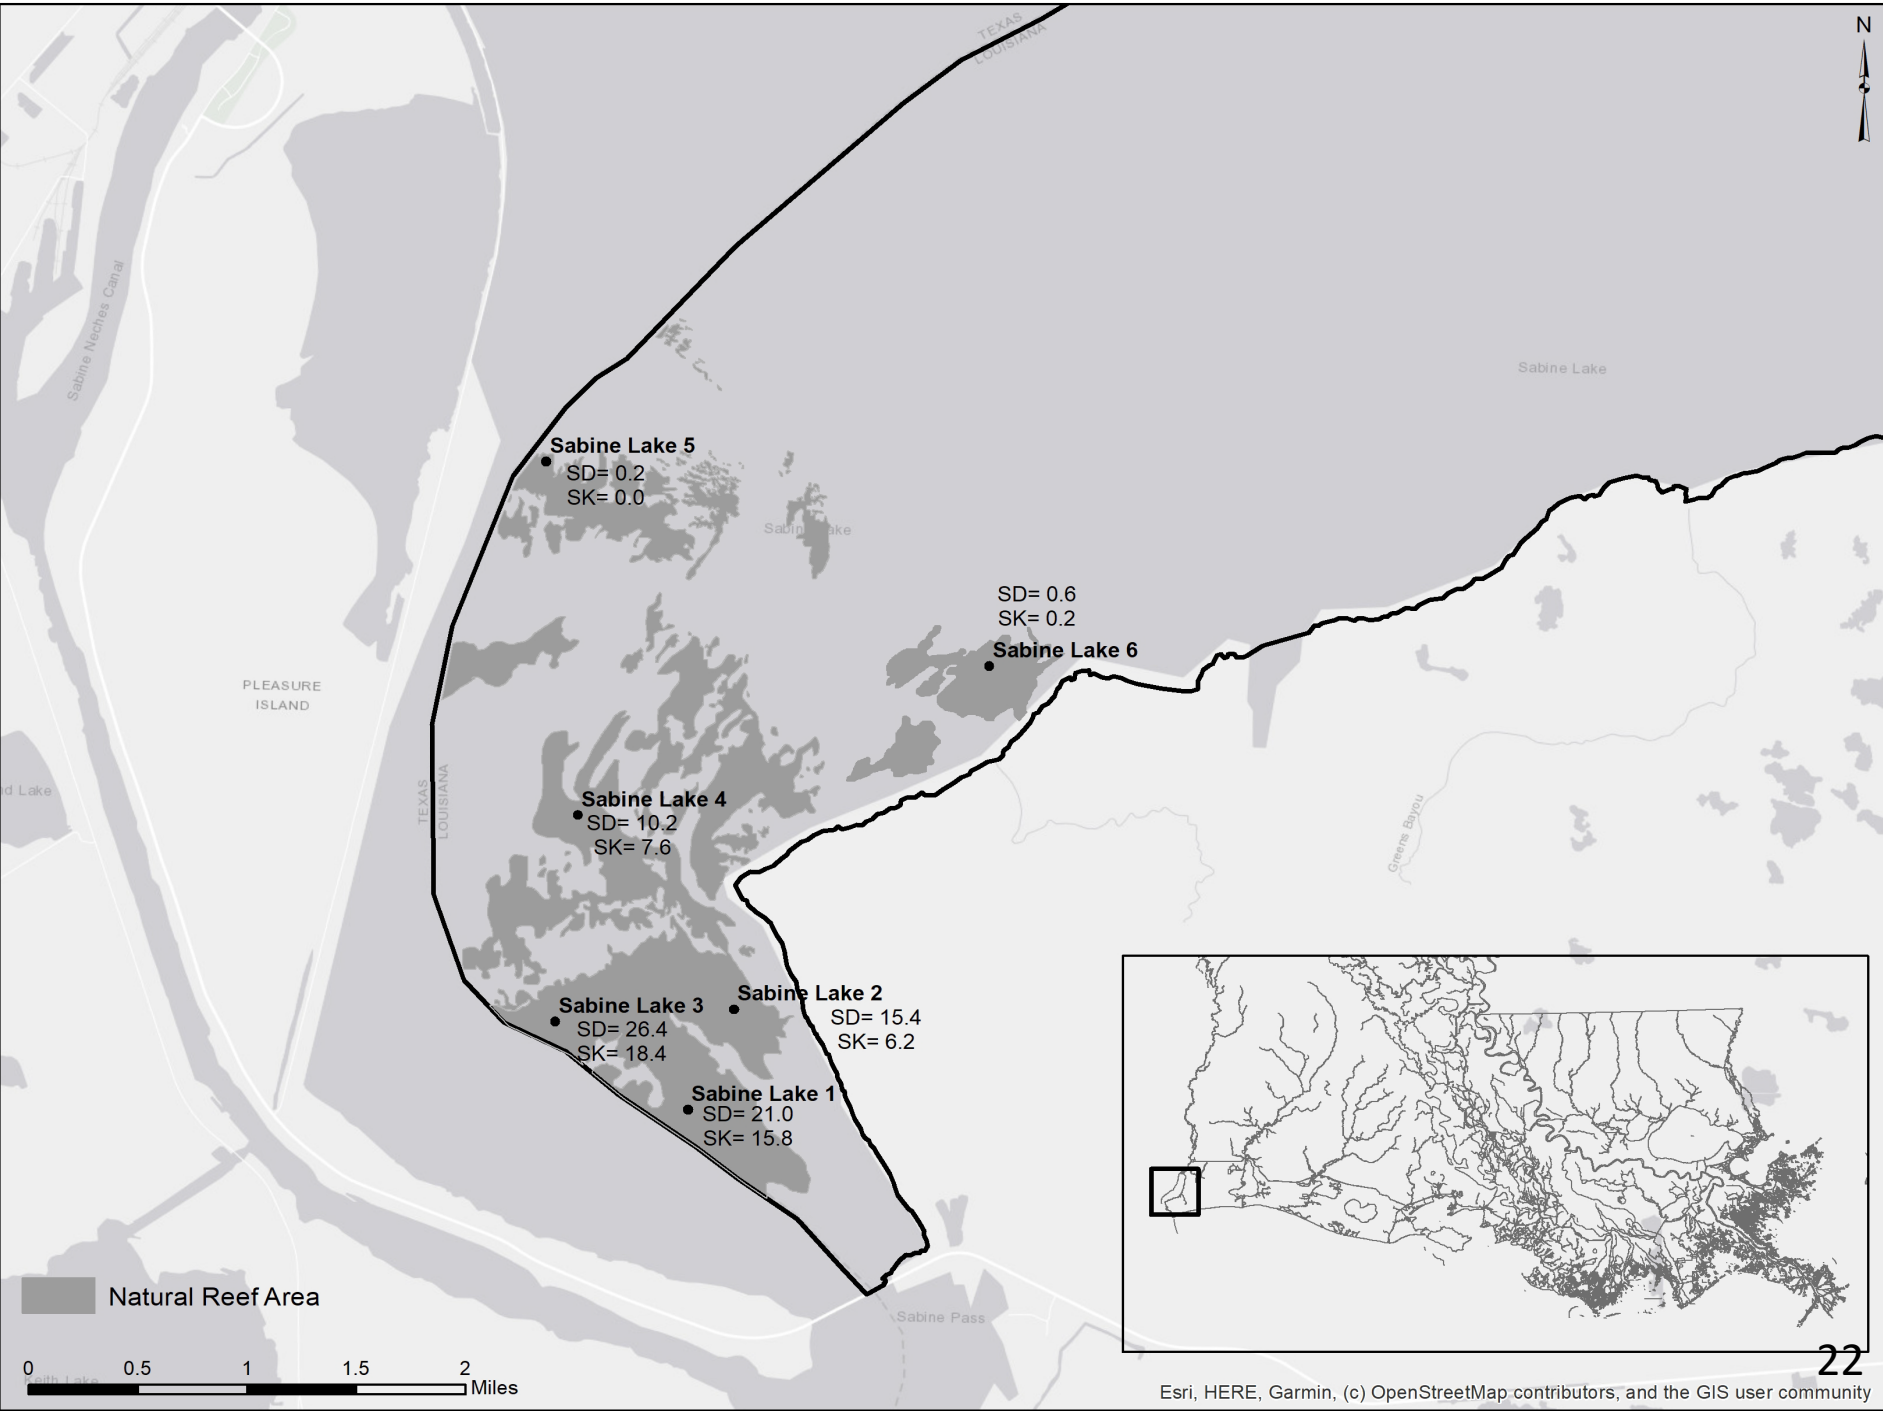 N
TEXAS
LOUISIANA
Sabine Neches Canal
Sabine Lake
Sabine Lake 5
SD= 0.2
SK= 0.0
Sabine Lake
SD= 0.6
SK= 0.2
Sabine Lake 6
PLEASURE
ISLAND
TEXAS
LOUISIANA
nd Lake
Sabine Lake 4
SD= 10.2
SK= 7.6
Greens Bayou
Sabine Lake 2
SD= 15.4
SK= 6.2
Sabine Lake 3
SD= 26.4
SK= 18.4
Sabine Lake 1
SD= 21.0
SK= 15.8
Natural Reef Area
Sabine Pass
0 0.5 1 1.5 2
Miles
Keith Lake
22
Esri, HERE, Garmin, (c) OpenStreetMap contributors, and the GIS user community